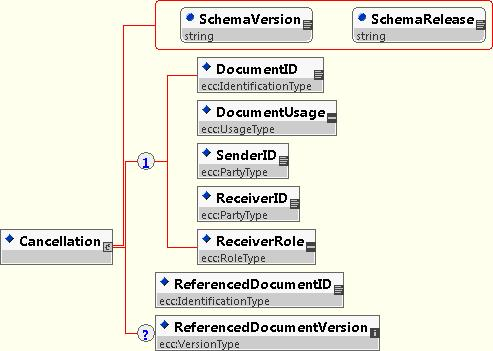 SchemaVersion
string
SchemaRelease
string
DocumentID
ecc:IdentificationType
DocumentUsage
ecc:UsageType
1
SenderID
ecc:PartyType
ReceiverID
ecc:PartyType
Cancellation
ReceiverRole
ecc:RoleType
ReferencedDocumentID
ecc:IdentificationType
?
ReferencedDocumentVersion
ecc:VersionType